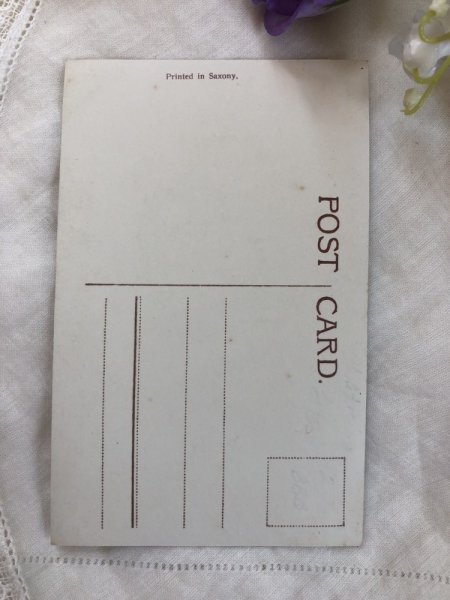 Printed in Saxony.
POST CARD.